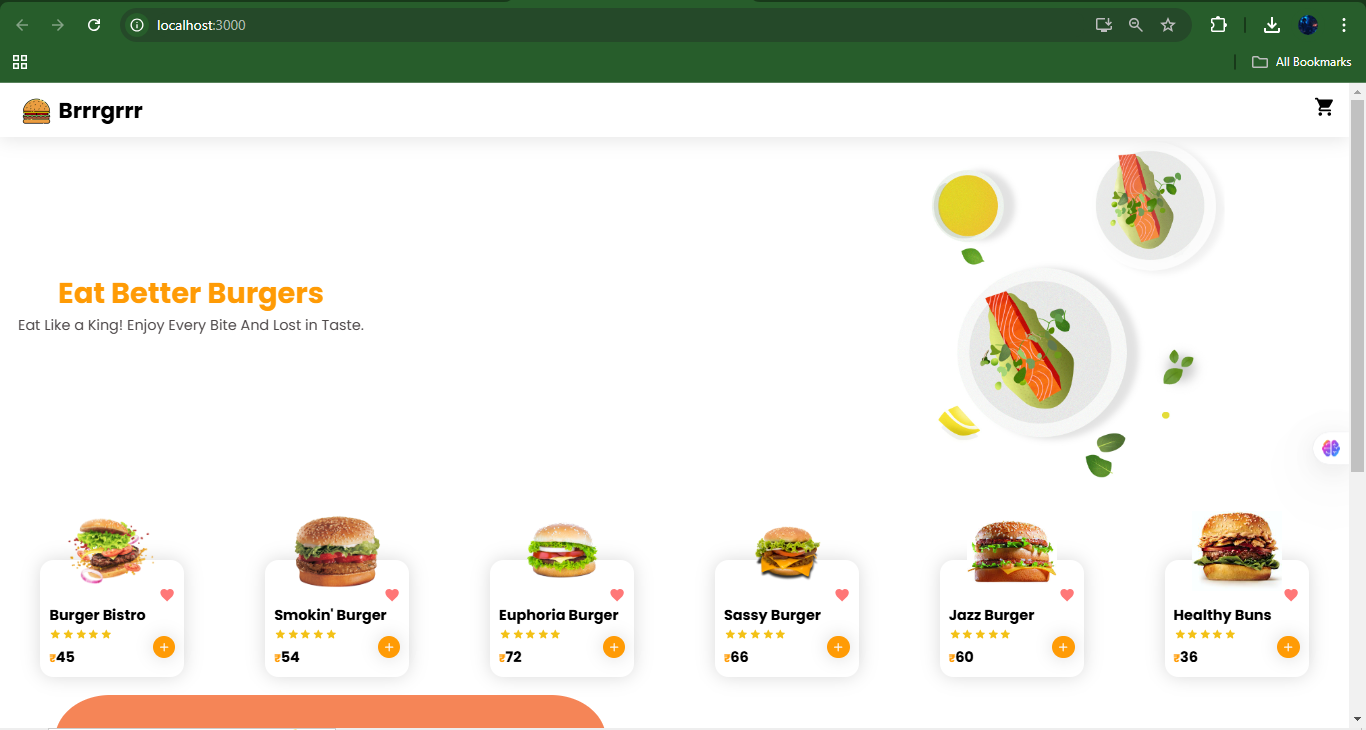 localhost:3000
All Bookmarks
Brrrgrrr
Eat Better Burgers
Eat Like a King! Enjoy Every Bite And Lost in Taste.
Burger Bistro
₹45
Smokin' Burger
₹54
Euphoria Burger
₹72
Sassy Burger
₹66
Jazz Burger
₹60
Healthy Buns
₹36